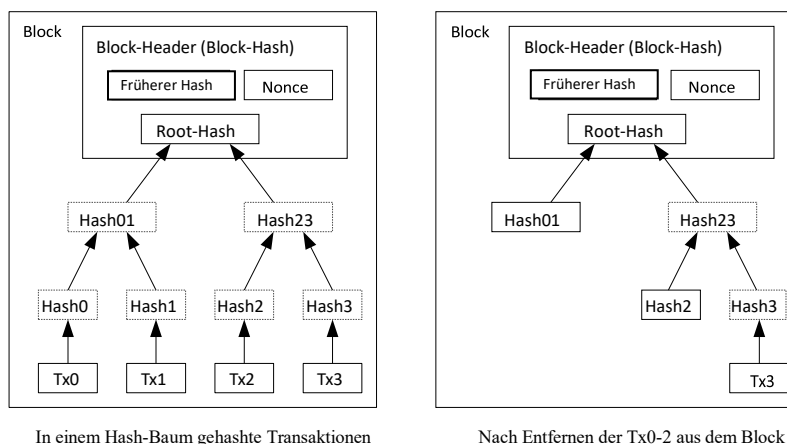 Block
Block-Header (Block-Hash)
Früherer Hash
Nonce
Root-Hash
Hash01
Hash23
Hash0
Hash1
Hash2
Hash3
Tx0
Tx1
Tx2
Tx3
In einem Hash-Baum gehashte Transaktionen
Block
Block-Header (Block-Hash)
Früherer Hash
Nonce
Root-Hash
Hash01
Hash23
Hash2
Hash3
Tx3
Nach Entfernen der Tx0-2 aus dem Block